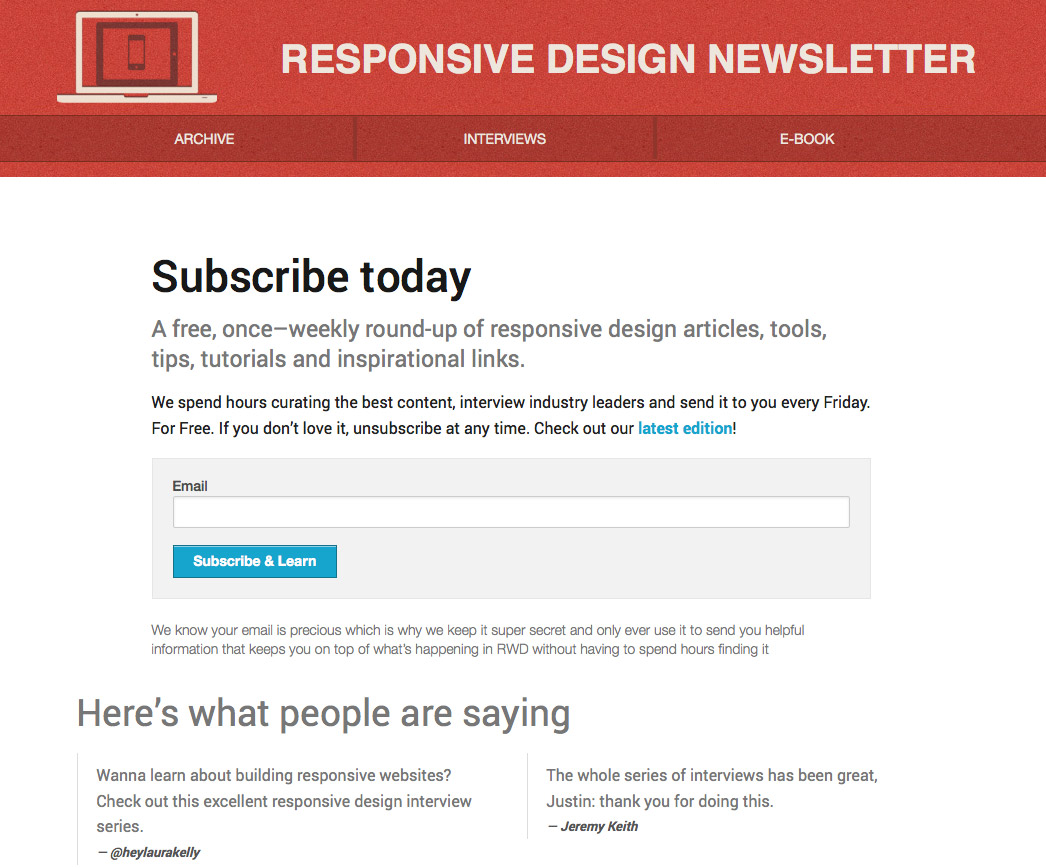 RESPONSIVE DESIGN NEWSLETTER
ARCHIVE
INTERVIEWS
E-BOOK
Subscribe today
A free, once–weekly round-up of responsive design articles, tools,
tips, tutorials and inspirational links.
We spend hours curating the best content, interview industry leaders and send it to you every Friday.
For Free. If you don’t love it, unsubscribe at any time. Check out our latest edition!
Email
Subscribe & Learn
We know your email is precious which is why we keep it super secret and only ever use it to send you helpful
information that keeps you on top of what’s happening in RWD without having to spend hours finding it
Here’s what people are saying
Wanna learn about building responsive websites?
Check out this excellent responsive design interview
series.
— @heylaurakelly
The whole series of interviews has been great,
Justin: thank you for doing this.
— Jeremy Keith